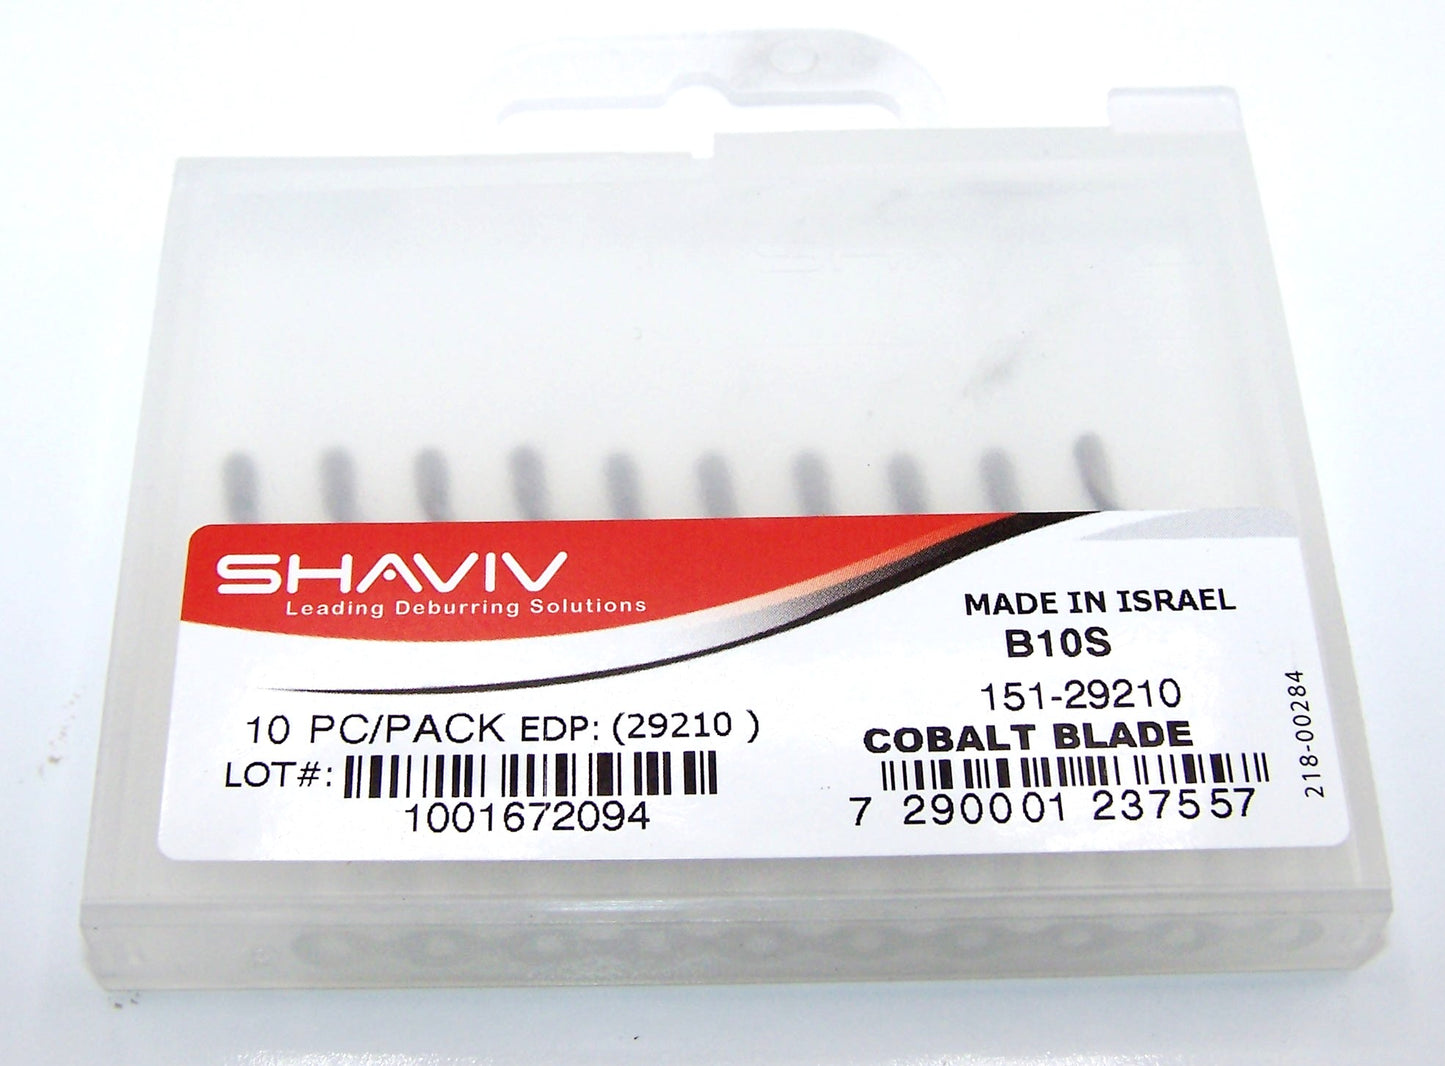 SHAVIV
Leading Deburring Solutions
MADE IN ISRAEL
B10S
151-29210
COBALT BLADE
10 PC/PACK EDP: (29210 )
LOT#:
1001672094
7 290001 237557
218-00284